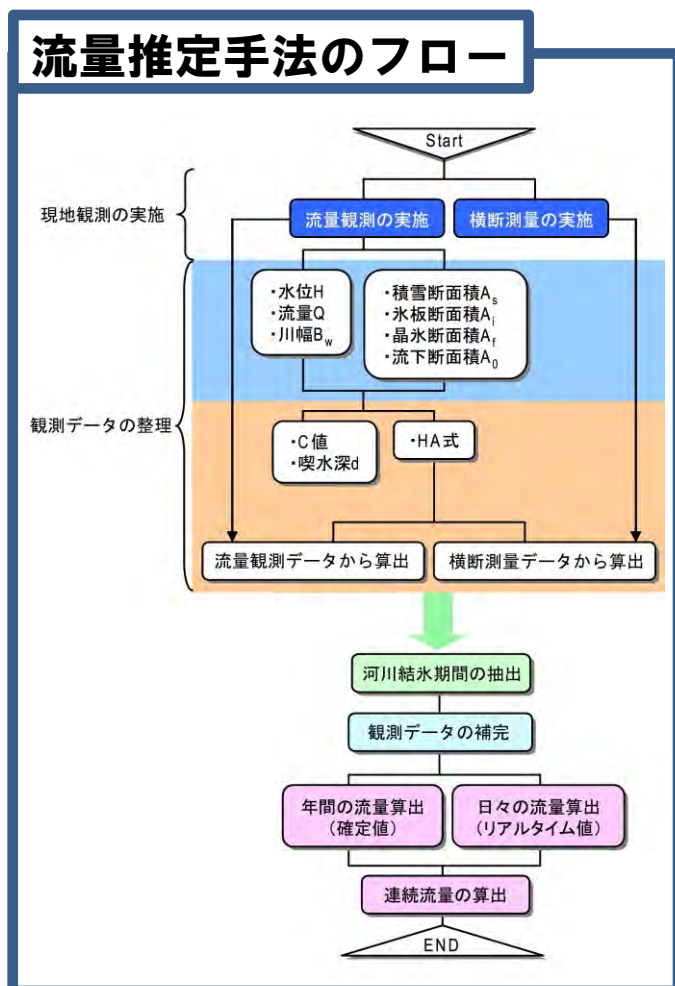 流量推定手法のフロー
Start
現地観測の実施
流量観測の実施
横断測量の実施
・水位H
・流量Q
・川幅Bw
・積雪断面積As
・氷板断面積Ai
・晶氷断面積Af
・流下断面積A0
観測データの整理
・C値
・喫水深d
・HA式
流量観測データから算出
横断測量データから算出
河川結氷期間の抽出
観測データの補完
年間の流量算出
(確定値)
日々の流量算出
(リアルタイム値)
連続流量の算出
END